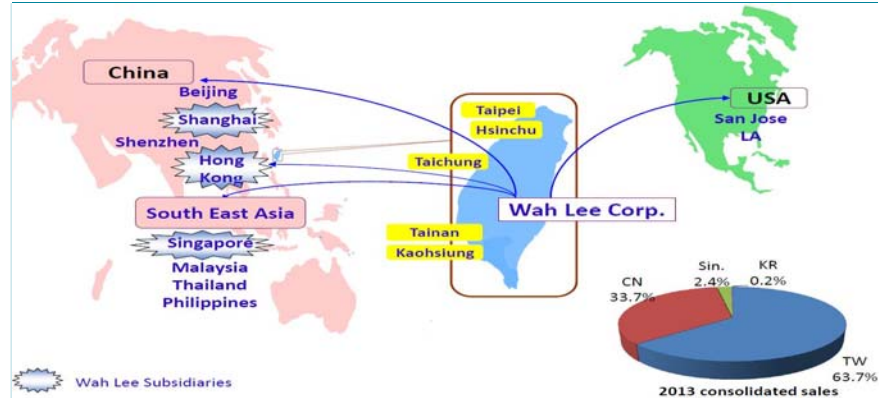 China
Beijing
Shanghai
Shenzhen
Hong
Kong
South East Asia
Singapore
Malaysia
Thailand
Philippines
Taipei
Hsinchu
Taichung
Wah Lee Corp.
Tainan
Kaohsiung
USA
San Jose
LA
CN
33.7%
Sin.
2.4%
KR
0.2%
TW
63.7%
2013 consolidated sales
Wah Lee Subsidiaries